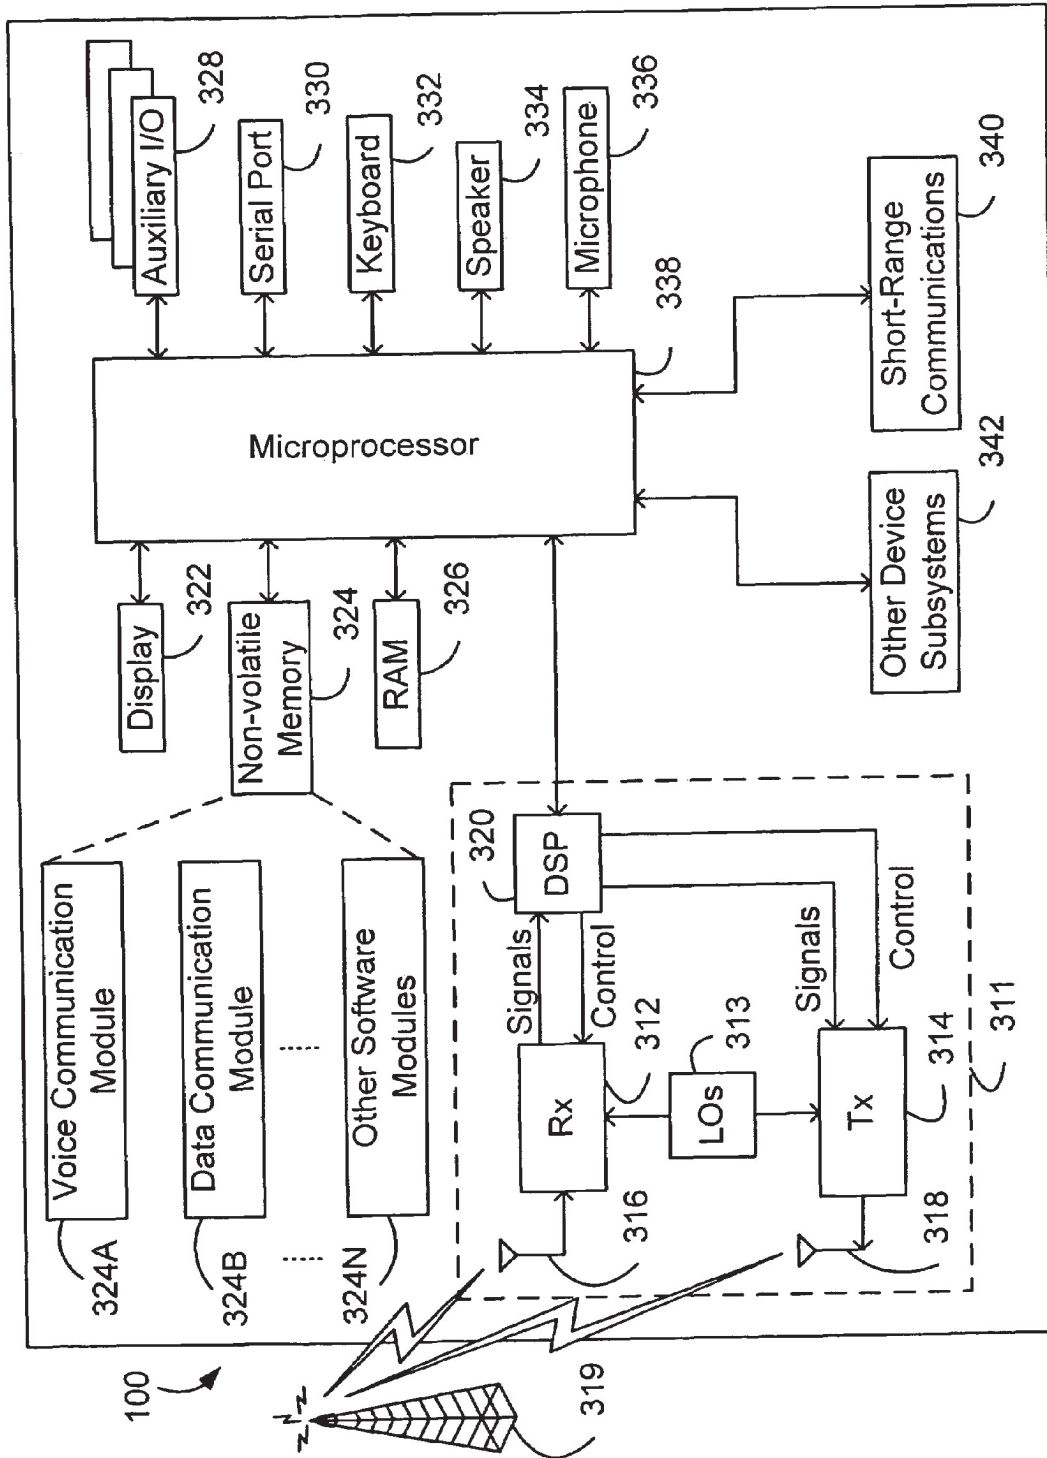 100
319
Voice Communication
Module
324A
Data Communication
Module
324B
Other Software
Modules
324N
Display
322
Non-volatile
Memory
324
RAM
326
Microprocessor
338
Auxiliary I/O
328
Serial Port
330
Keyboard
332
Speaker
334
Microphone
336
Short-Range
Communications
340
Other Device
Subsystems
342
DSP
320
Signals
Control
Rx
312
LOs
313
Signals
Control
Tx
314
316
318
311